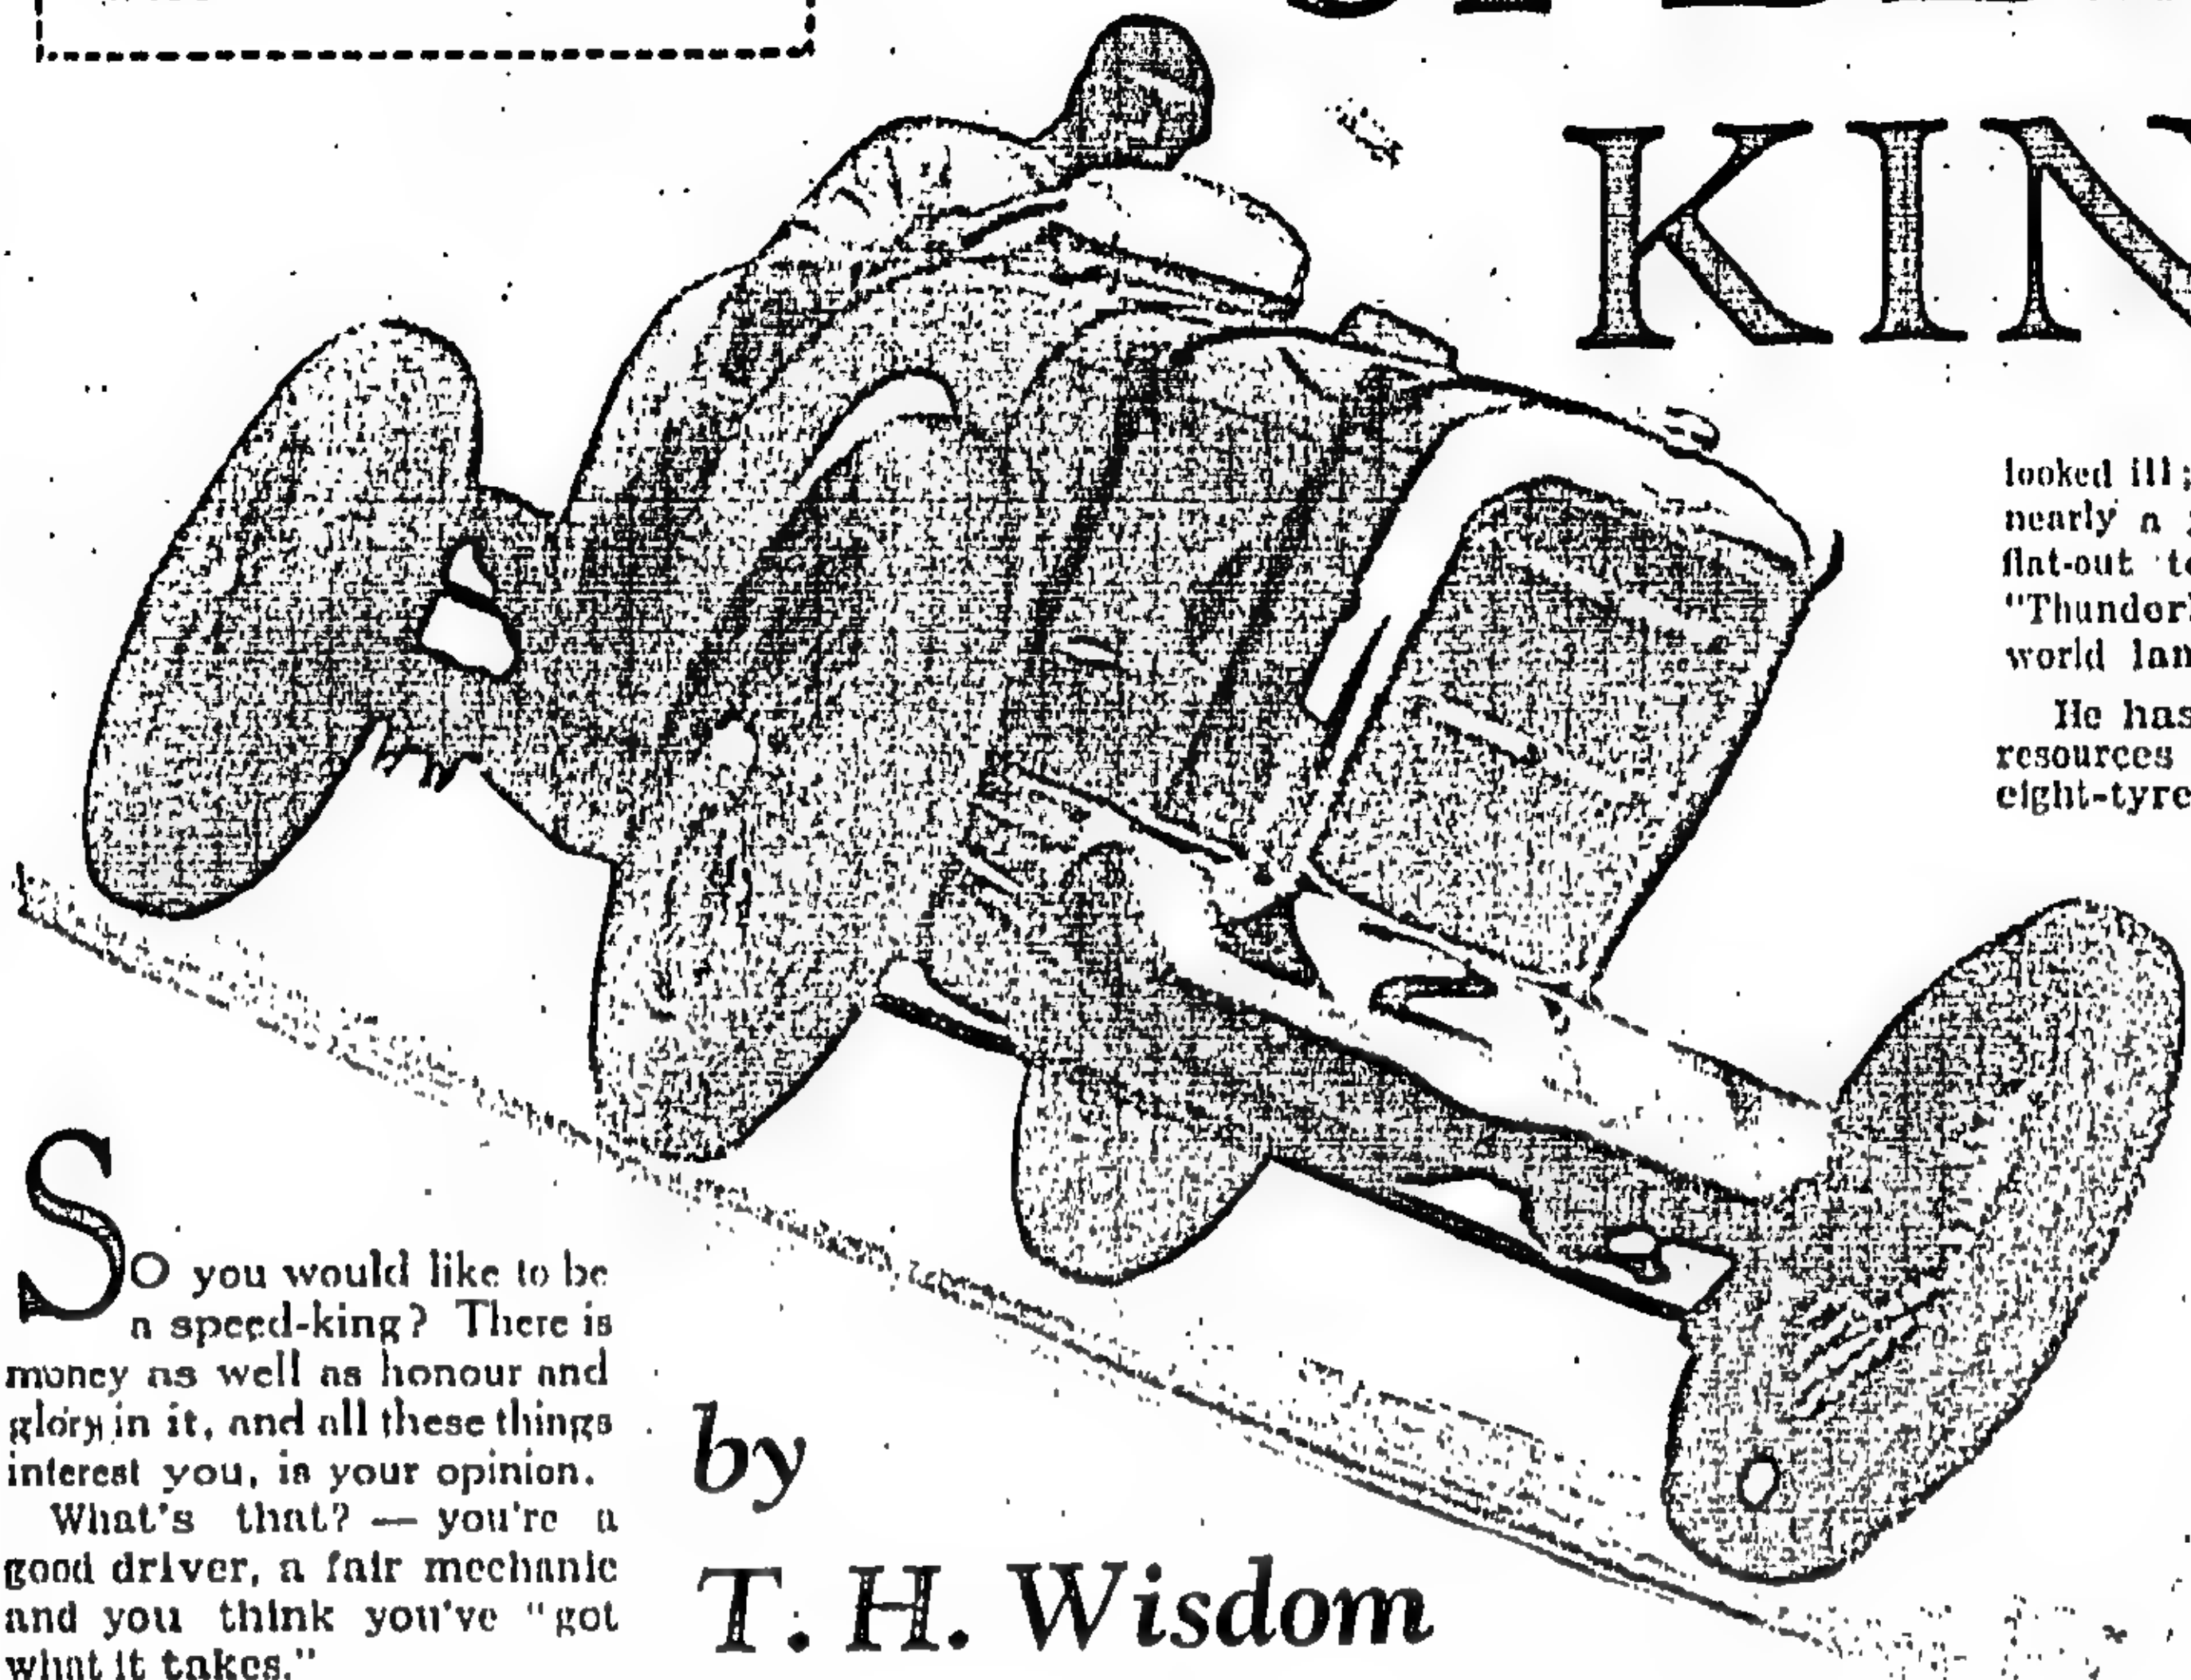 KIN
looked ill;
nearly a
flat-out
world
He has
resources
eight-tyre
So you would like to be
a speed-king? There is
money as well as honour and
glory in it, and all these things
interest you, is your opinion.
What's that? — you're a
good driver, a fair mechanic
and you think you've "got
what it takes."
by
T. H. Wisdom